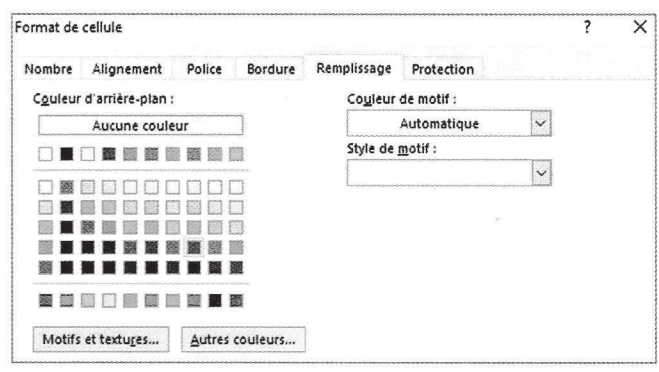 Format de cellule ? ×
Nombre Alignement Police Bordure Remplissage Protection
Couleur d'arrière-plan :
Aucune couleur
Couleur de motif :
Automatique
Style de motif :
Motifs et textures... Autres couleurs...